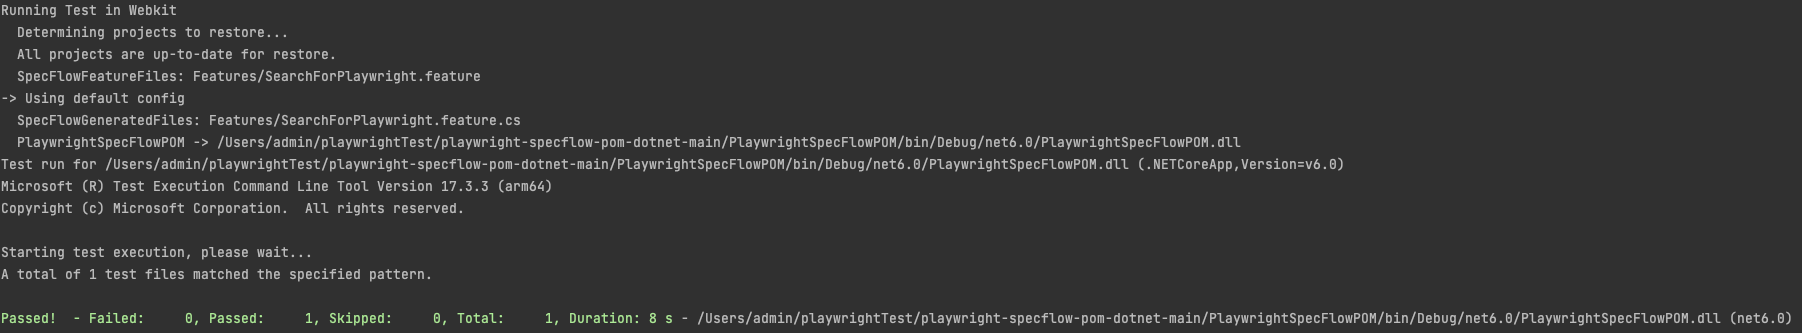 Running Test in Webkit
  Determining projects to restore...
  All projects are up-to-date for restore.
  SpecFlowFeatureFiles: Features/SearchForPlaywright.feature
-> Using default config
  SpecFlowGeneratedFiles: Features/SearchForPlaywright.feature.cs
  PlaywrightSpecFlowPOM -> /Users/admin/playwrightTest/playwright-specflow-pom-dotnet-main/PlaywrightSpecFlowPOM/bin/Debug/net6.0/PlaywrightSpecFlowPOM.dll
Test run for /Users/admin/playwrightTest/playwright-specflow-pom-dotnet-main/PlaywrightSpecFlowPOM/bin/Debug/net6.0/PlaywrightSpecFlowPOM.dll (.NETCoreApp,Version=v6.0)
Microsoft (R) Test Execution Command Line Tool Version 17.3.3 (arm64)
Copyright (c) Microsoft Corporation.  All rights reserved.

Starting test execution, please wait...
A total of 1 test files matched the specified pattern.

Passed!  - Failed:     0, Passed:     1, Skipped:     0, Total:     1, Duration: 8 s - /Users/admin/playwrightTest/playwright-specflow-pom-dotnet-main/PlaywrightSpecFlowPOM/bin/Debug/net6.0/PlaywrightSpecFlowPOM.dll (net6.0)